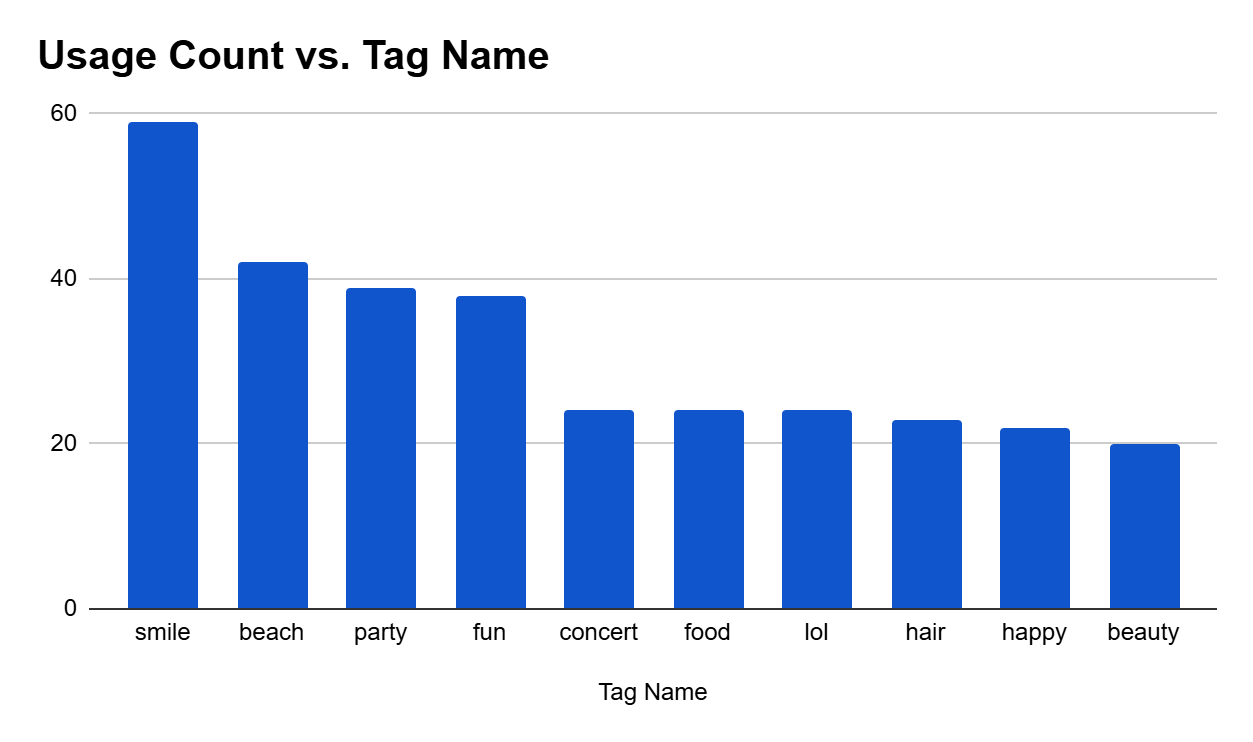 Usage Count vs. Tag Name
60
40
20
0
smile beach party fun concert food lol hair happy beauty
Tag Name